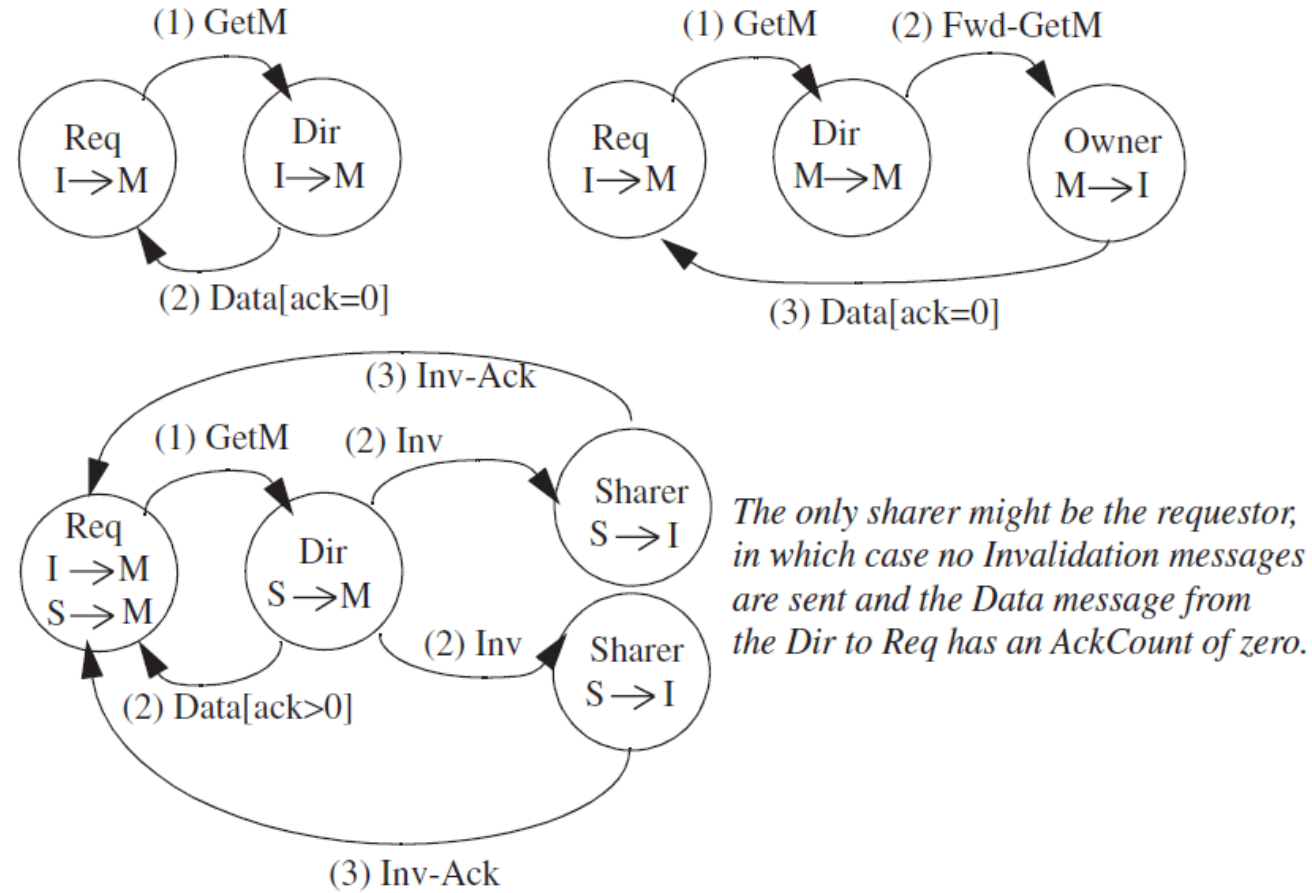 (1) GetM
Req
I→M
Dir
I→M
(2) Data[ack=0]
(1) GetM
(2) Fwd-GetM
Req
I→M
Dir
M→M
Owner
M→I
(3) Data[ack=0]
(3) Inv-Ack
(1) GetM
(2) Inv
Req
I→M
S→M
Dir
S→M
Sharer
S→I
(2) Inv
Sharer
S→I
(2) Data[ack>0]
(3) Inv-Ack
The only sharer might be the requestor,
in which case no Invalidation messages
are sent and the Data message from
the Dir to Req has an AckCount of zero.